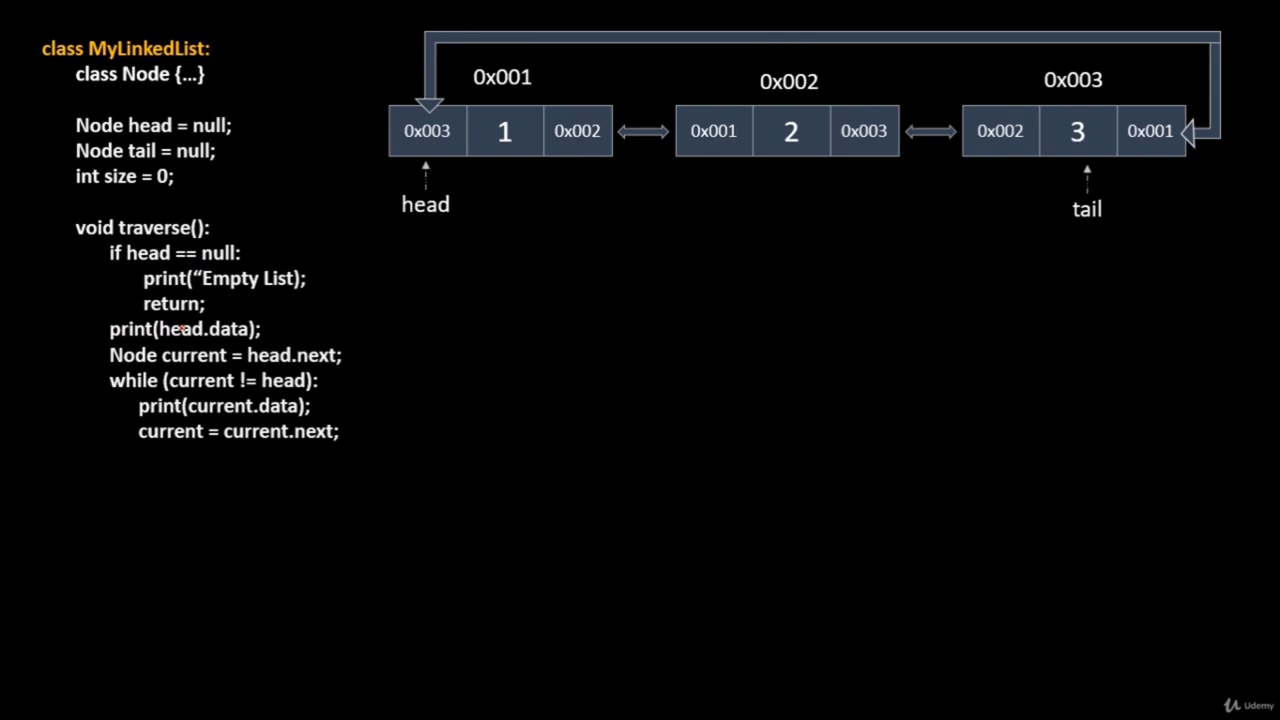 class MyLinkedList:
class Node {...}
Node head = null;
Node tail = null;
int size = 0;
void traverse():
if head == null:
print(“Empty List);
return;
print(head.data);
Node current = head.next;
while (current != head):
print(current.data);
current = current.next;
0x001 0x002 0x003
0x003 1 0x002 0x001 2 0x003 0x002 3 0x001
head tail
Udemy